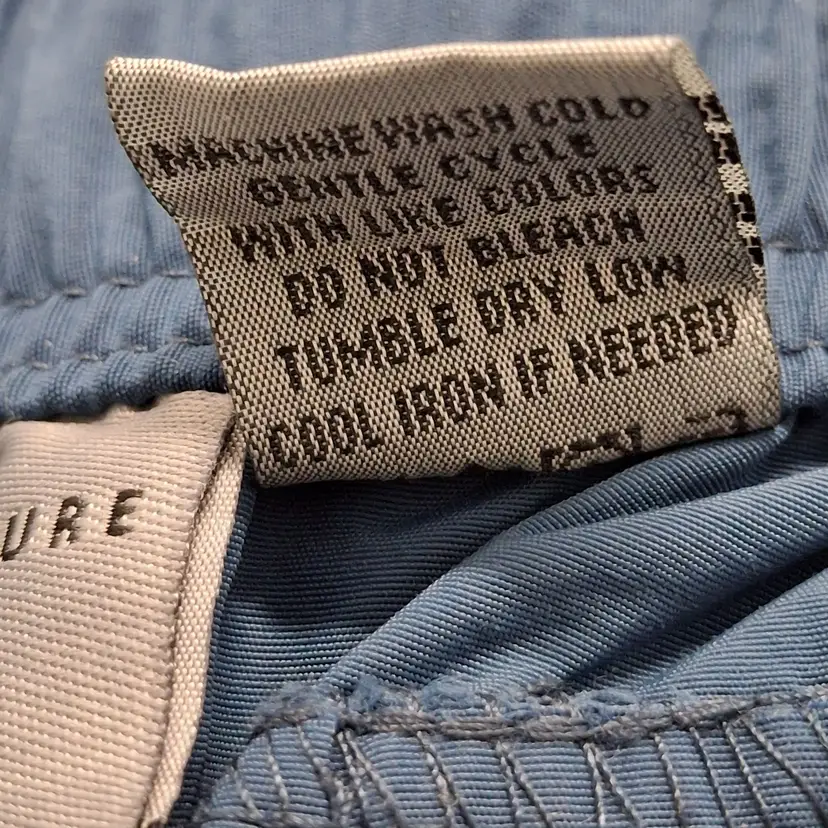 MACHINE WASH COLD
GENTLE CYCLE
WITH LIKE COLORS
DO NOT BLEACH
TUMBLE DRY LOW
COOL IRON IF NEEDED
URE